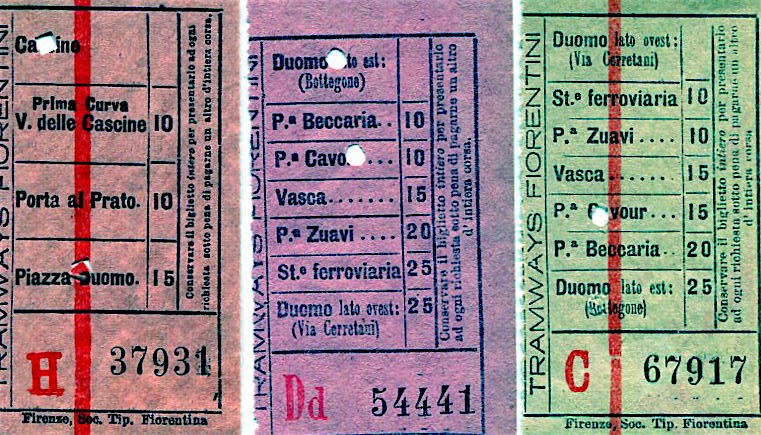 TRAMWAYS FIORENTINI
Cascine
Prima Curva
V. delle Cascine 10
Porta al Prato. 10
Piazza Duomo. 15
Conservare il biglietto intiero per presentarlo ad ogni
richiesta sotto pena di pagarne un altro d'intiera corsa.
H 37931
Firenze, Soc. Tip. Fiorentina
TRAMWAYS FIORENTINI
Duomo lato est:
(Bottegone)
P.ª Beccaria.. 10
P.ª Cavo.... 10
Vasca...... 15
P.ª Zuavi .... 20
St.e ferroviaria 25
Duomo lato ovest: 25
(Via Cerretani)
Conservare il biglietto intiero per presentarlo
ad ogni richiesta sotto pena di pagarne un altro
d'intiera corsa.
Dd 54441
TRAMWAYS FIORENTINI
Duomo lato ovest:
(Via Cerretani)
St.e ferroviaria 10
P.ª Zuavi .... 10
Vasca...... 15
P.ª Cavour... 15
P.ª Beccaria.. 20
Duomo lato est: 25
(Bottegone)
Conservare il biglietto intiero per presentarlo
ad ogni richiesta sotto pena di pagarne un altro
d'intiera corsa
C 67917
Firenze, Soc. Tip. Fiorentina